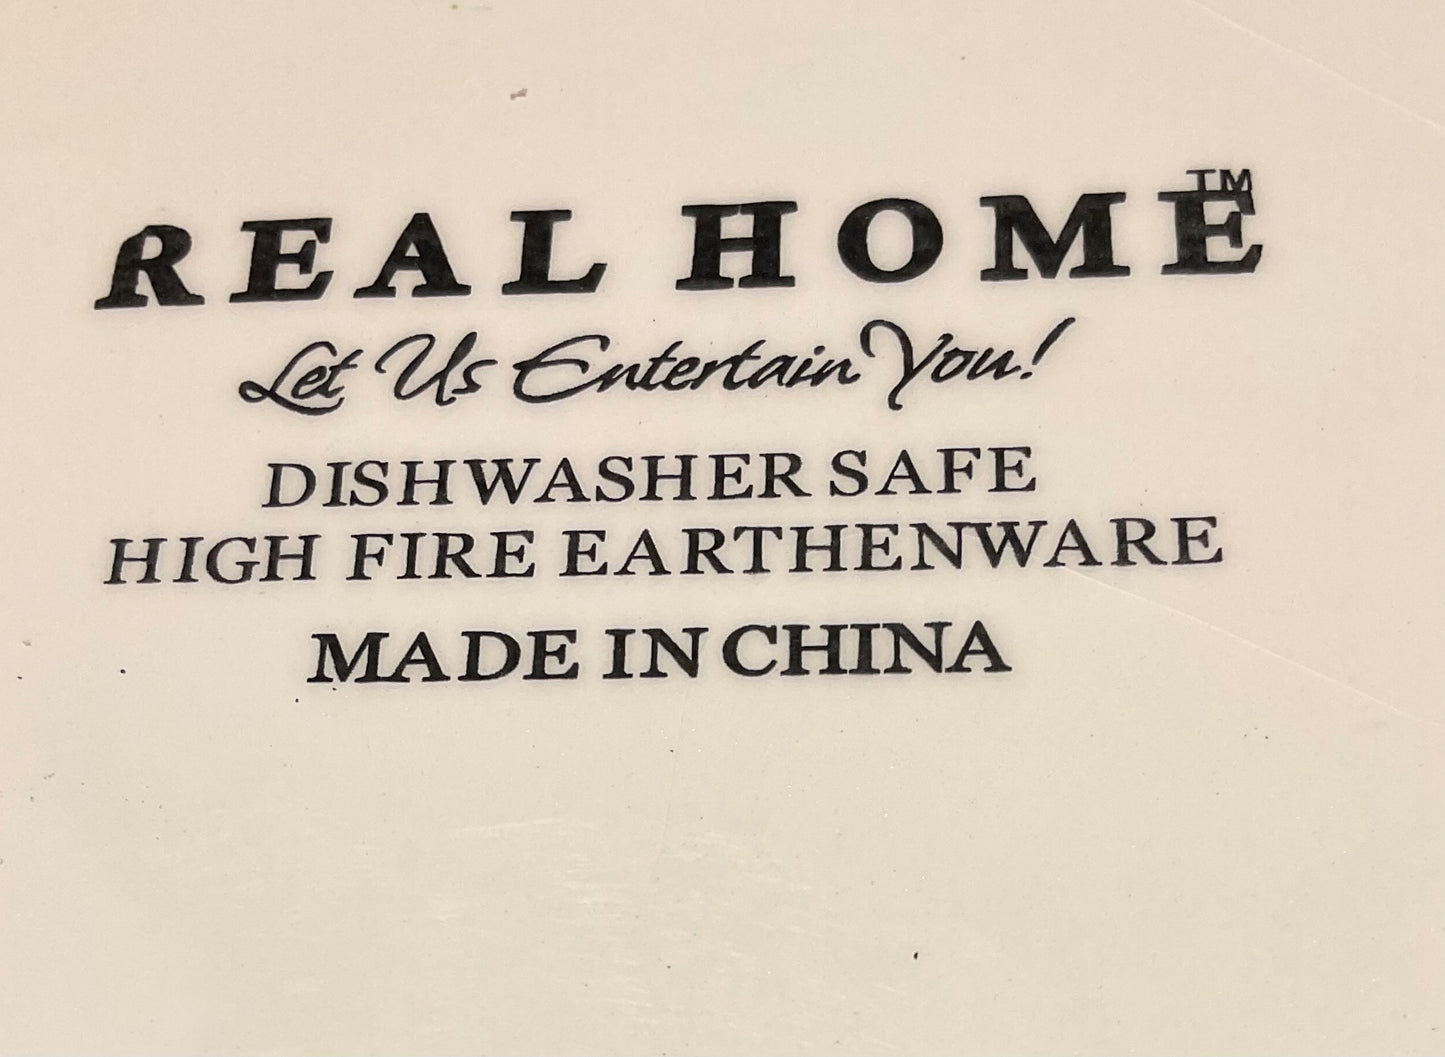 REAL HOME™
Let Us Entertain You!
DISHWASHER SAFE
HIGH FIRE EARTHENWARE
MADE IN CHINA